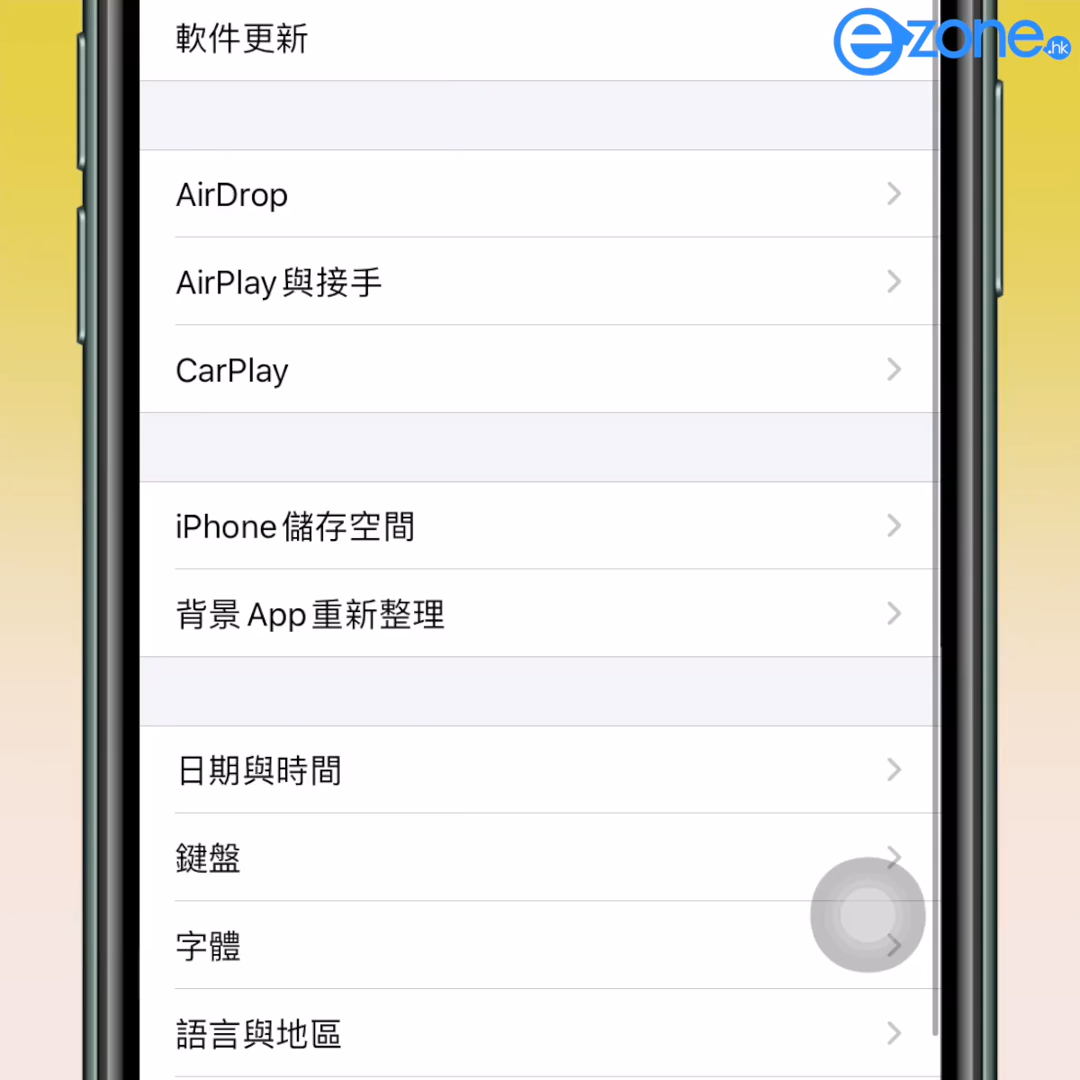 軟件更新
ezone.hk
AirDrop
AirPlay與接手
CarPlay
iPhone儲存空間
背景App重新整理
日期與時間
鍵盤
字體
語言與地區